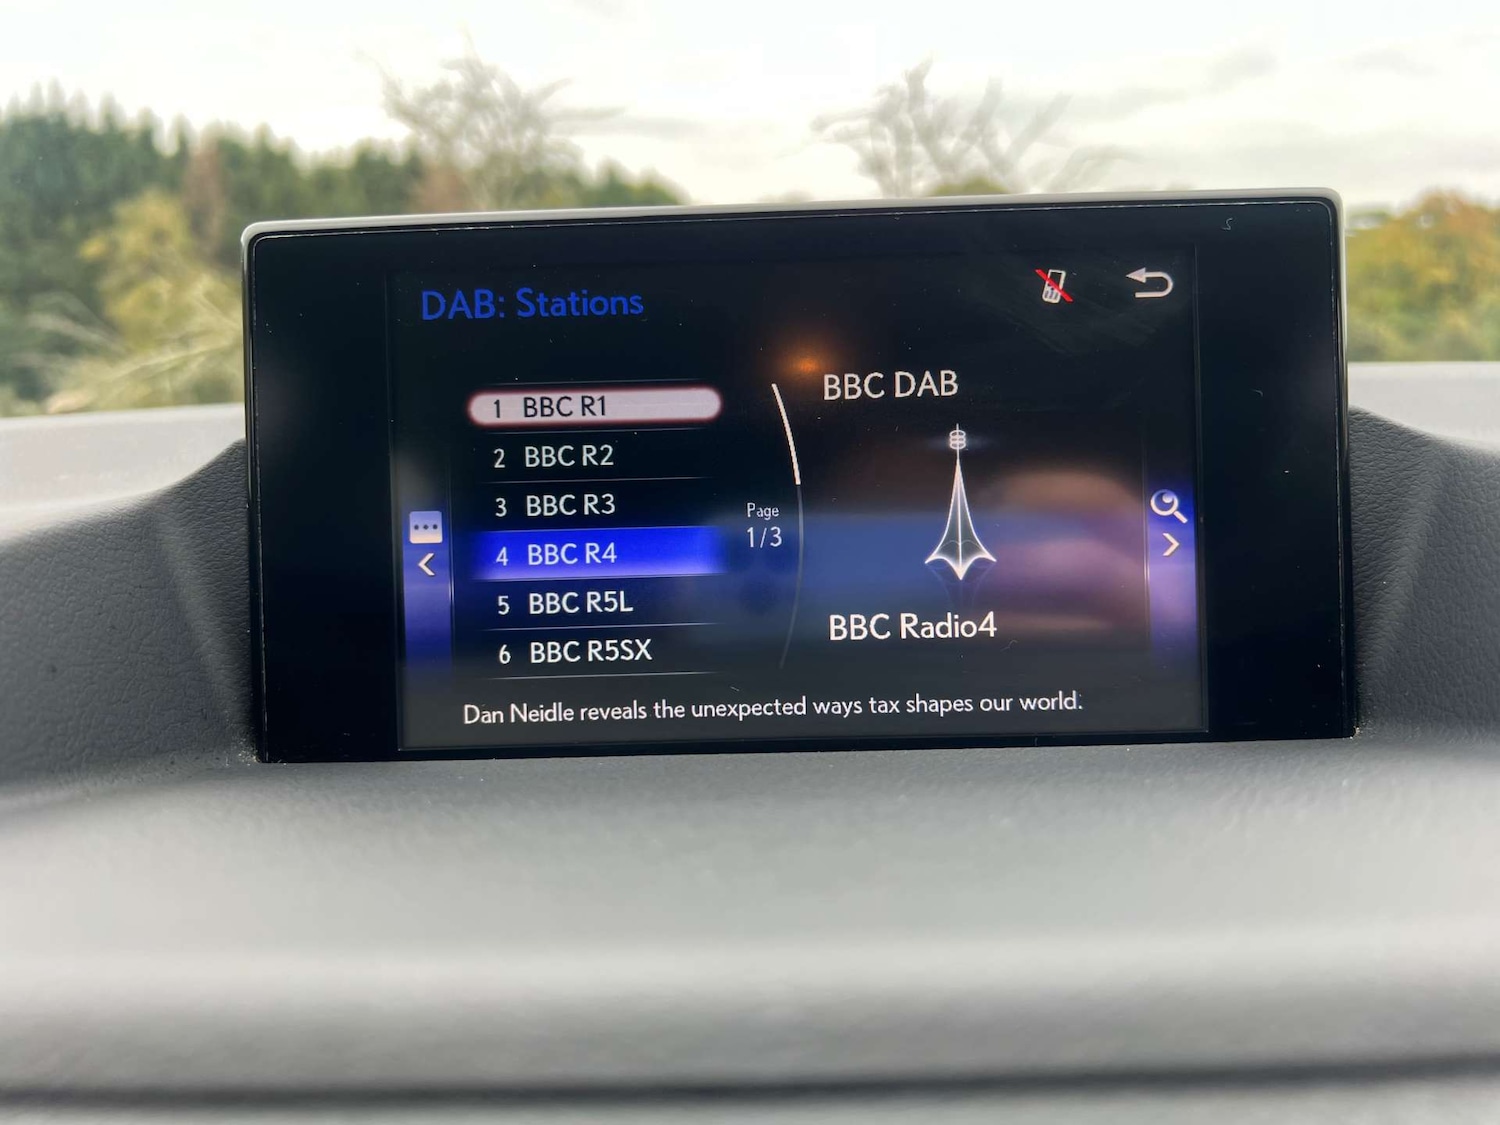 DAB: Stations
1 BBC R1
2 BBC R2
3 BBC R3
4 BBC R4
5 BBC R5L
6 BBC R5SX
Page
1/3
BBC DAB
BBC Radio4
Dan Neidle reveals the unexpected ways tax shapes our world.